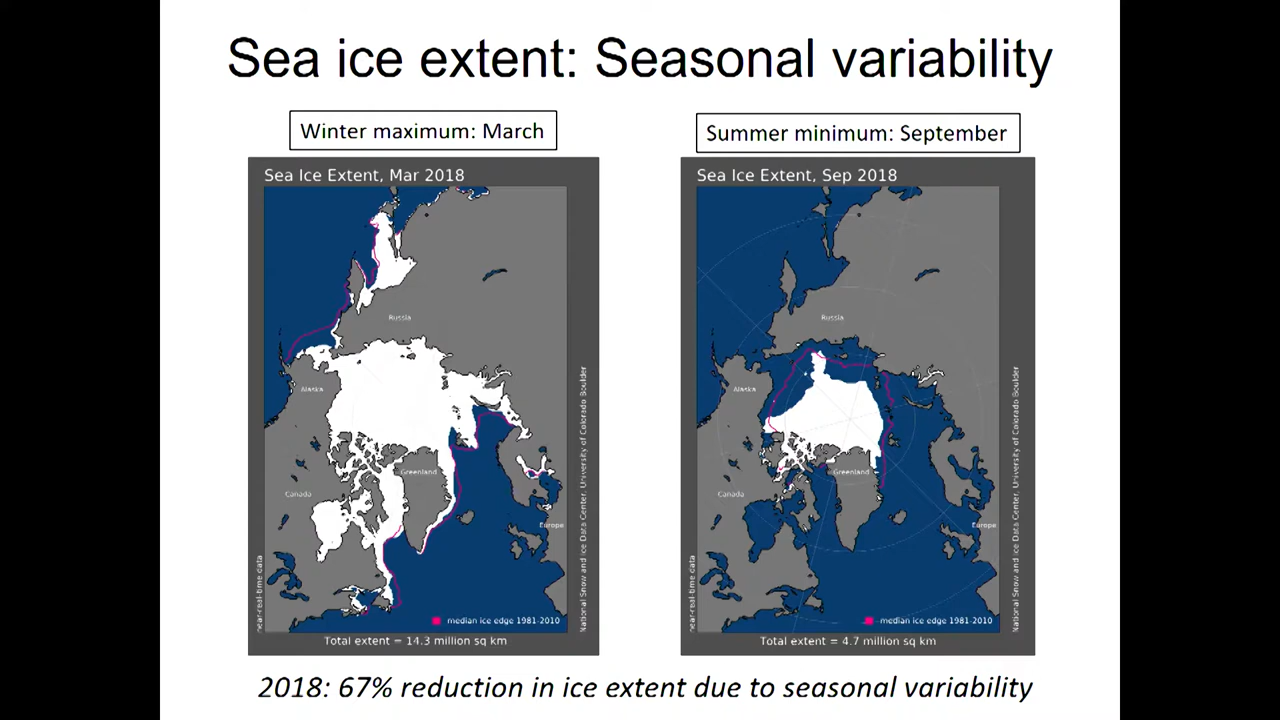 Sea ice extent: Seasonal variability
Winter maximum: March
Sea Ice Extent, Mar 2018
Russia
Alaska
Greenland
Canada
Europe
near-real-time data
National Snow and Ice Data Center, University of Colorado Boulder
median ice edge 1981-2010
Total extent = 14.3 million sq km
Summer minimum: September
Sea Ice Extent, Sep 2018
Russia
Alaska
Greenland
Canada
Europe
near-real-time data
National Snow and Ice Data Center, University of Colorado Boulder
median ice edge 1981-2010
Total extent = 4.7 million sq km
2018: 67% reduction in ice extent due to seasonal variability